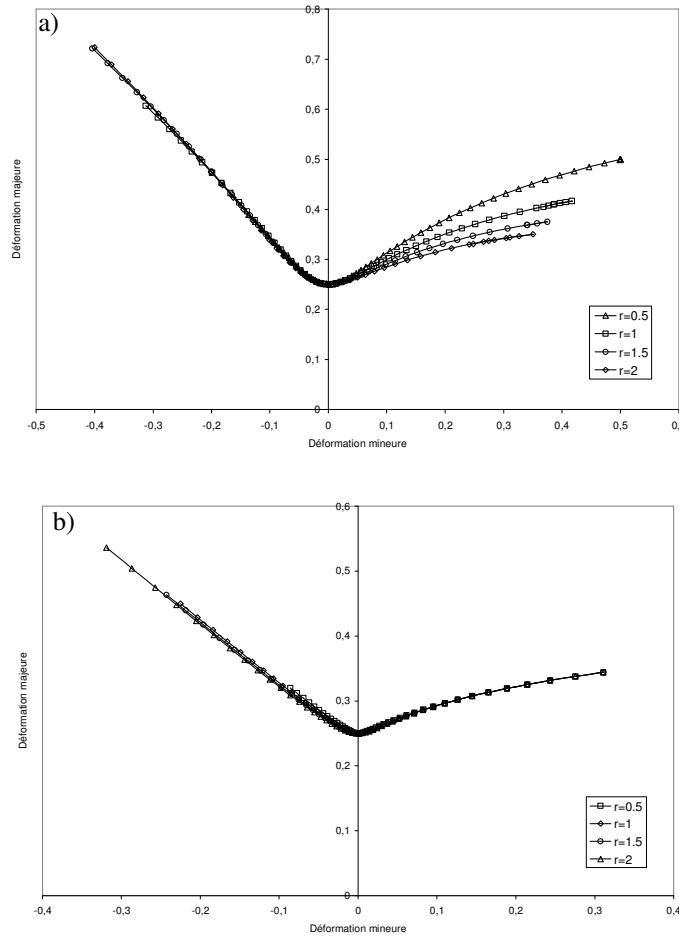 a)
0,8
0,7
0,6
0,5
0,4
0,3
0,2
0,1
0
-0,5 -0,4 -0,3 -0,2 -0,1 0 0,1 0,2 0,3 0,4 0,5 0,6
Déformation majeure
Déformation mineure
r=0.5
r=1
r=1.5
r=2
b)
0,6
0,5
0,4
0,3
0,2
0,1
0
-0,4 -0,3 -0,2 -0,1 0 0,1 0,2 0,3 0,4
Déformation majeure
Déformation mineure
r=0.5
r=1
r=1.5
r=2